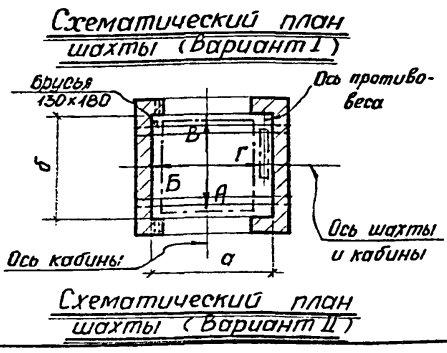 Схематический план
шахты (Вариант I)
Брусья
130×180
Ось противо-
веса
В
Г
Б
А
б
а
Ось шахты
и кабины
Ось кабины
Схематический план
шахты (Вариант II)